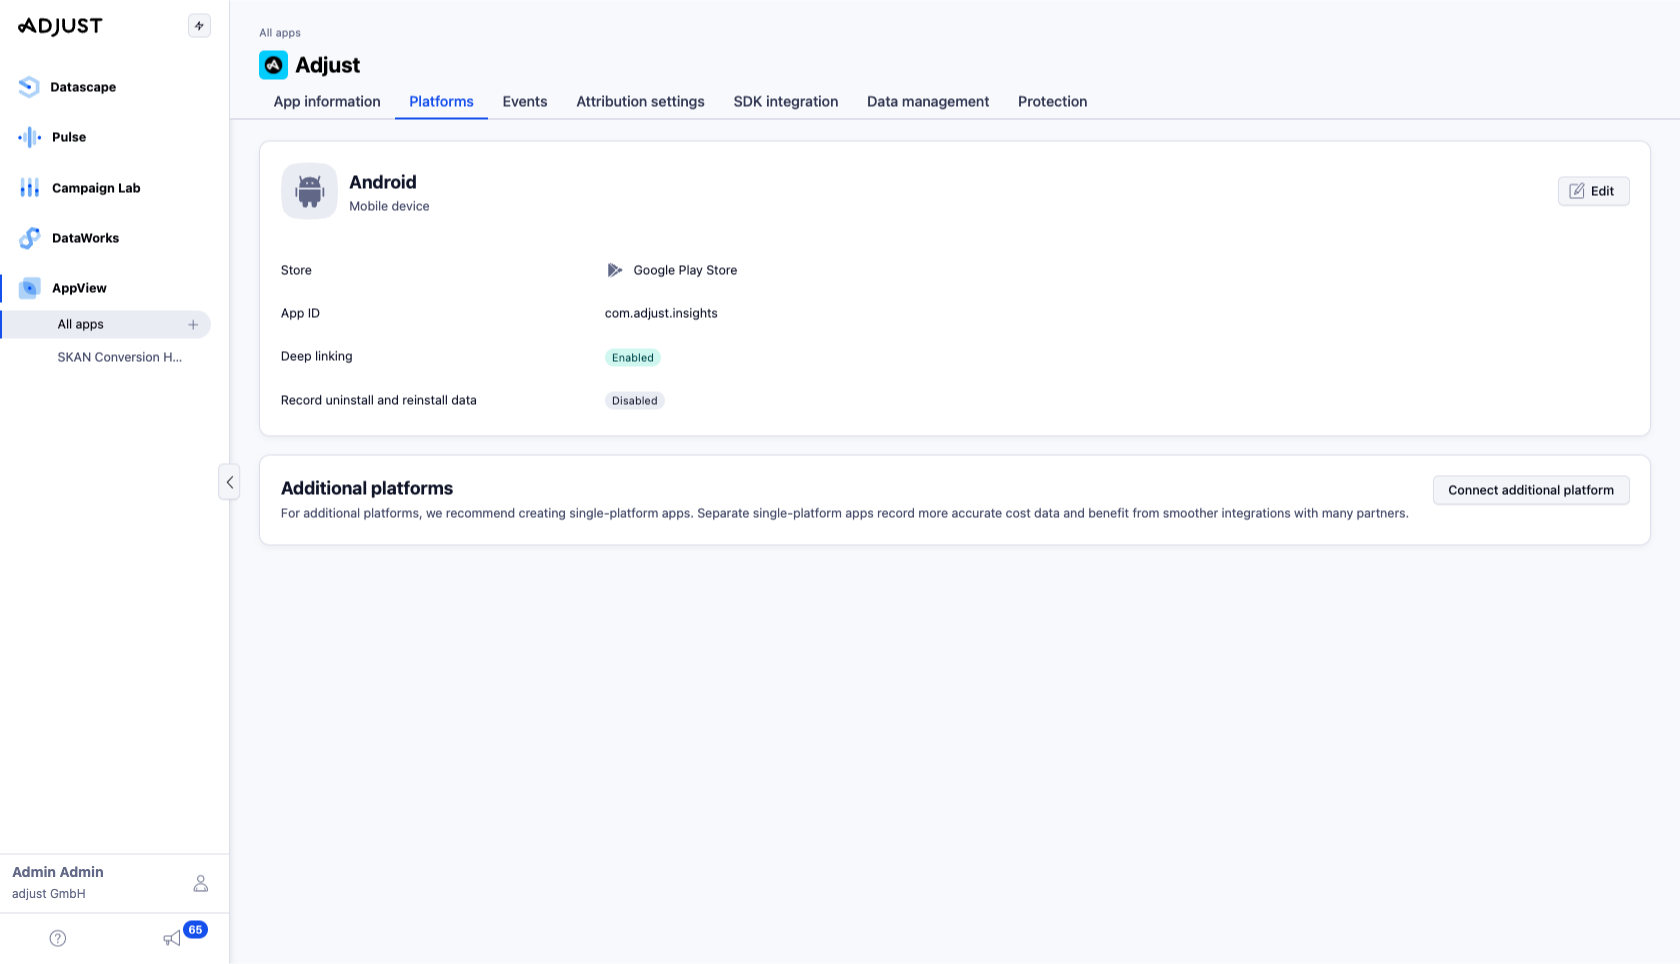 ADJUST
Datascape
Pulse
Campaign Lab
DataWorks
AppView
All apps
SKAN Conversion H...
Admin Admin
adjust GmbH
65
All apps
Adjust
App information Platforms Events Attribution settings SDK integration Data management Protection
Android
Mobile device
Edit
Store Google Play Store
App ID com.adjust.insights
Deep linking Enabled
Record uninstall and reinstall data Disabled
Additional platforms
Connect additional platform
For additional platforms, we recommend creating single-platform apps. Separate single-platform apps record more accurate cost data and benefit from smoother integrations with many partners.